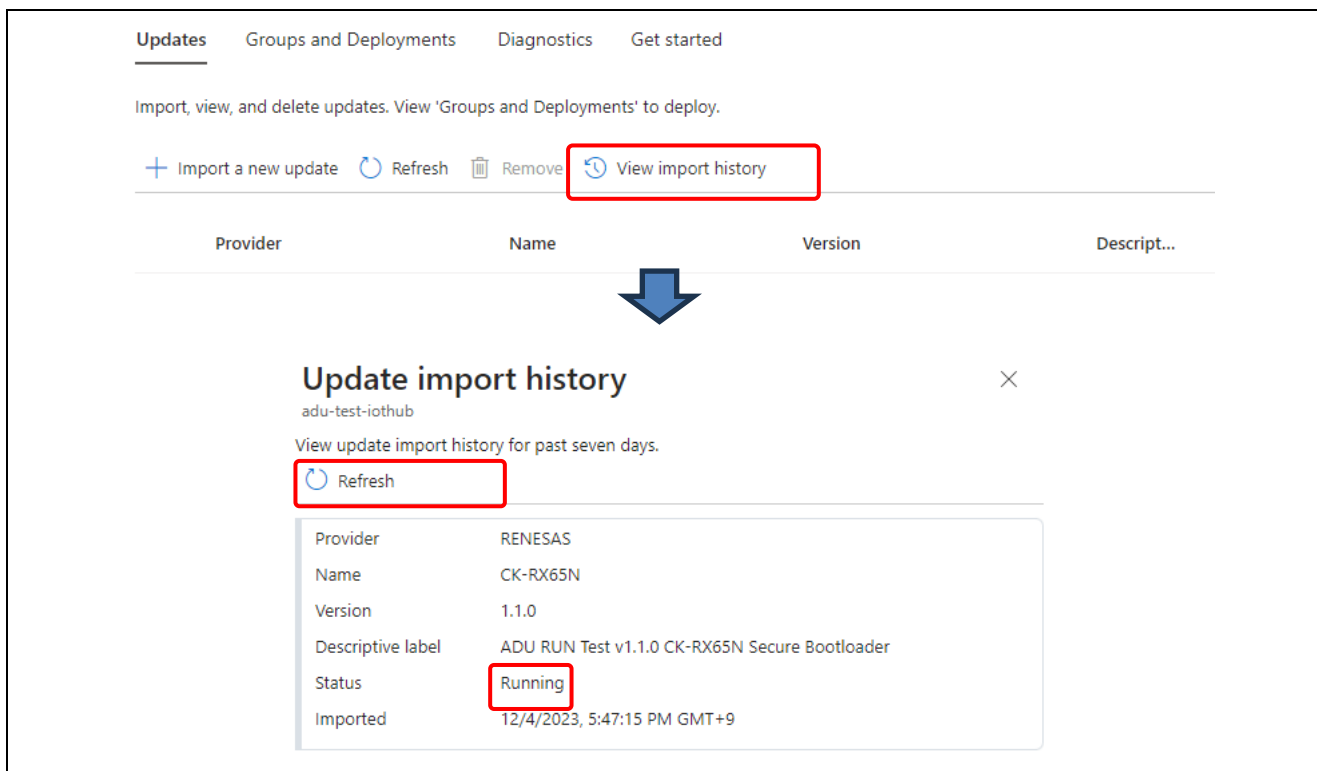 Updates Groups and Deployments Diagnostics Get started
Import, view, and delete updates. View 'Groups and Deployments' to deploy.
Import a new update Refresh Remove View import history
Provider Name Version Descript...
Update import history
adu-test-iothub
View update import history for past seven days.
Refresh
Provider RENESAS
Name CK-RX65N
Version 1.1.0
Descriptive label ADU RUN Test v1.1.0 CK-RX65N Secure Bootloader
Status Running
Imported 12/4/2023, 5:47:15 PM GMT+9